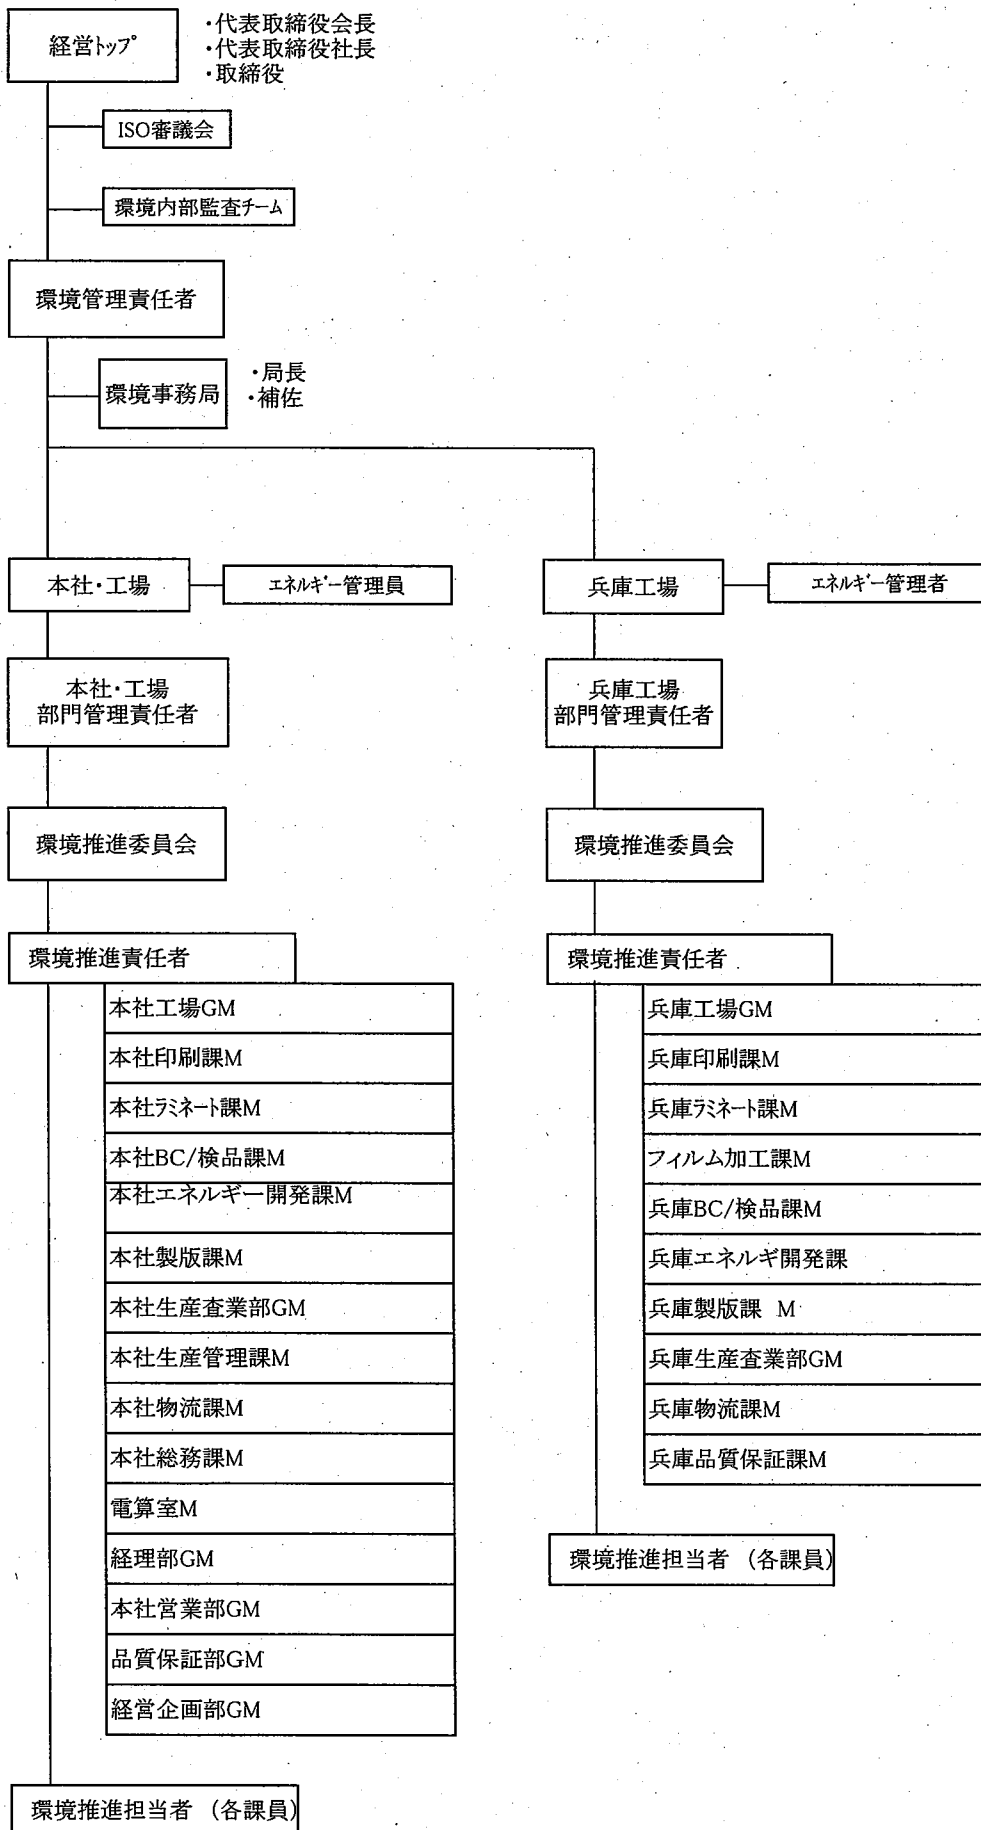 経営トップ
・代表取締役会長
・代表取締役社長
・取締役
ISO審議会
環境内部監査チーム
環境管理責任者
環境事務局
・局長
・補佐
本社・工場
エネルギー管理員
本社・工場
部門管理責任者
環境推進委員会
環境推進責任者
本社工場GM
本社印刷課M
本社ラミネート課M
本社BC/検品課M
本社エネルギー開発課M
本社製版課M
本社生産査業部GM
本社生産管理課M
本社物流課M
本社総務課M
電算室M
経理部GM
本社営業部GM
品質保証部GM
経営企画部GM
環境推進担当者 (各課員)
兵庫工場
エネルギー管理者
兵庫工場
部門管理責任者
環境推進委員会
環境推進責任者
兵庫工場GM
兵庫印刷課M
兵庫ラミネート課M
フィルム加工課M
兵庫BC/検品課M
兵庫エネルギ開発課
兵庫製版課 M
兵庫生産査業部GM
兵庫物流課M
兵庫品質保証課M
環境推進担当者 (各課員)